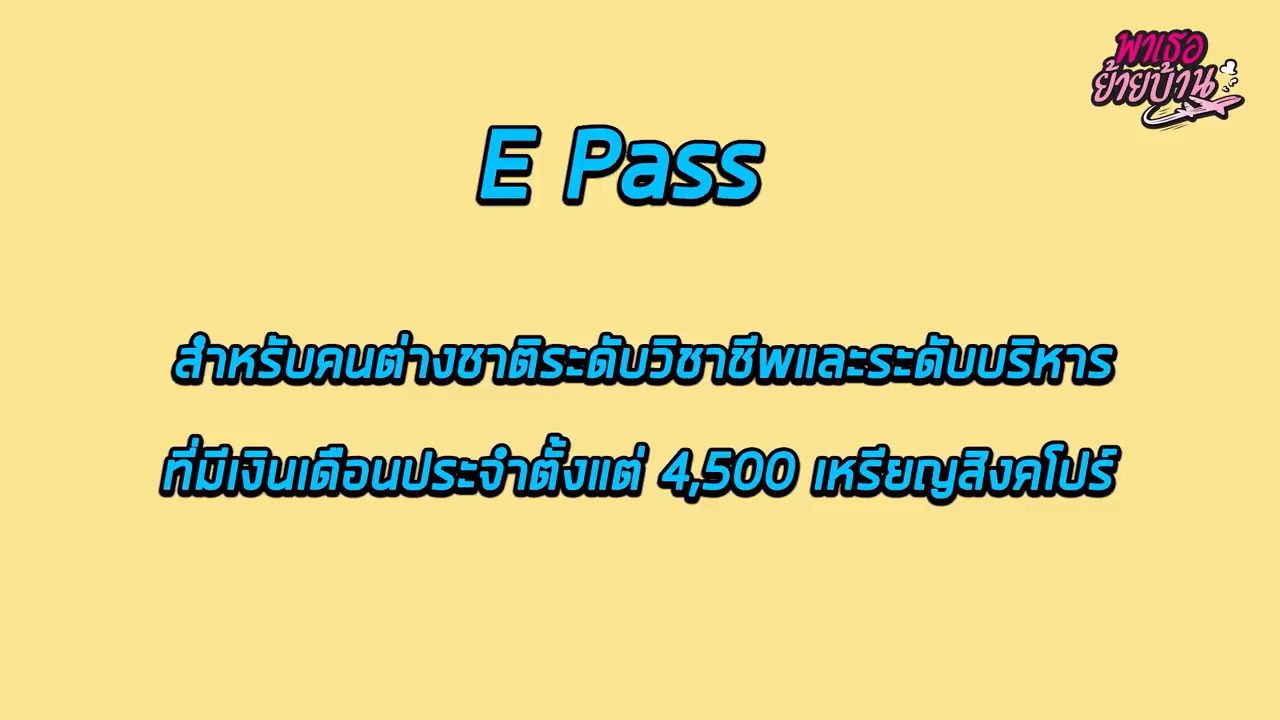 พาเธอ
ย้ายบ้าน
E Pass
สำหรับคนต่างชาติระดับวิชาชีพและระดับบริหาร
ที่มีเงินเดือนประจำตั้งแต่ 4,500 เหรียญสิงคโปร์